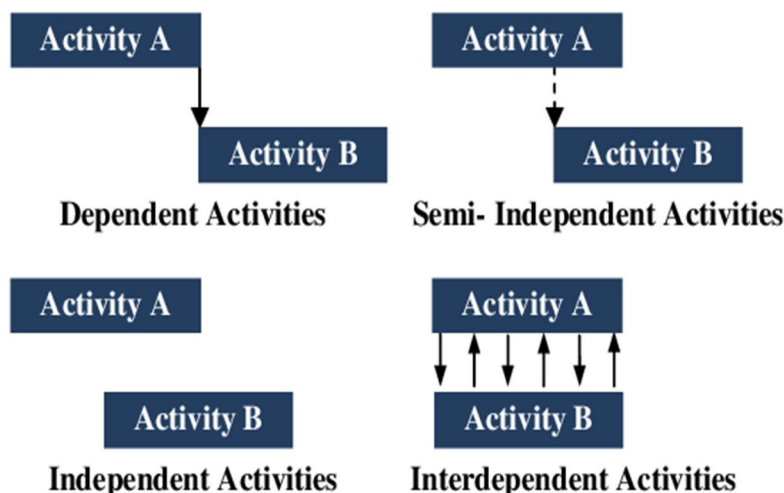 Activity A
Activity B
Dependent Activities
Activity A
Activity B
Semi- Independent Activities
Activity A
Activity B
Independent Activities
Activity A
Activity B
Interdependent Activities